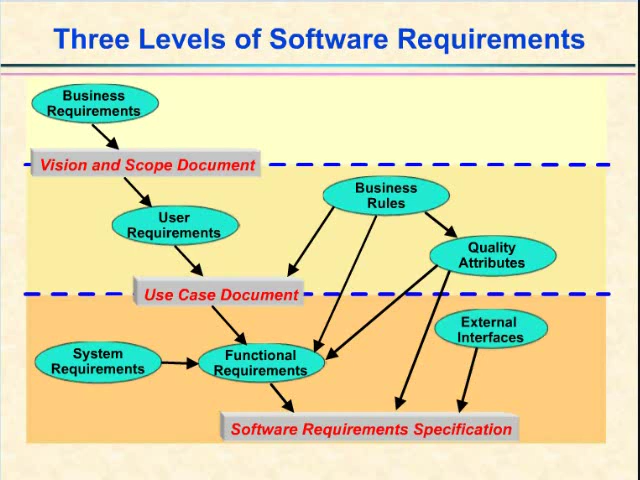 Three Levels of Software Requirements
Business
Requirements
Vision and Scope Document
Business
Rules
User
Requirements
Quality
Attributes
Use Case Document
External
Interfaces
System
Requirements
Functional
Requirements
Software Requirements Specification